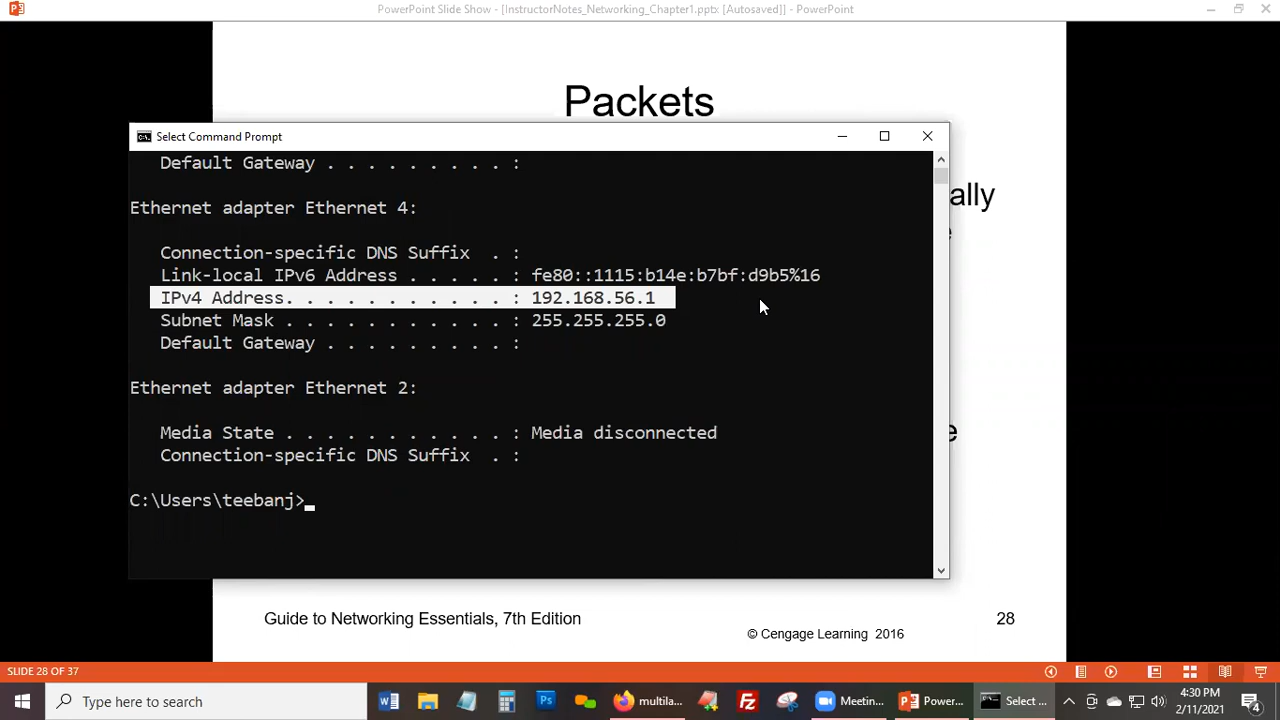 PowerPoint Slide Show - [InstructorNotes_Networking_Chapter1.pptx [Autosaved]] - PowerPoint
Packets
Select Command Prompt
Default Gateway . . . . . . . . . :
ally
Ethernet adapter Ethernet 4:
e
Connection-specific DNS Suffix  . :
Link-local IPv6 Address . . . . . : fe80::1115:b14e:b7bf:d9b5%16
IPv4 Address. . . . . . . . . . . : 192.168.56.1
Subnet Mask . . . . . . . . . . . : 255.255.255.0
Default Gateway . . . . . . . . . :
Ethernet adapter Ethernet 2:
Media State . . . . . . . . . . . : Media disconnected
e
Connection-specific DNS Suffix  . :
C:\Users\teebanj>
Guide to Networking Essentials, 7th Edition
28
© Cengage Learning 2016
SLIDE 28 OF 37
Type here to search
multila...
Meetin...
Power...
Select ...
4:30 PM
2/11/2021
4